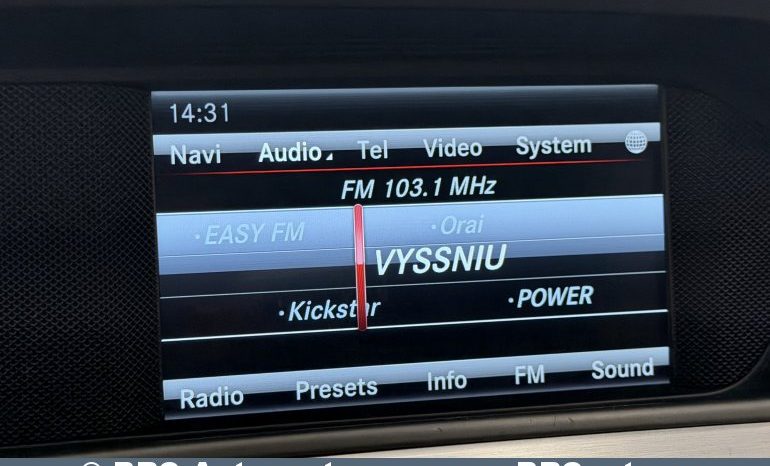 14:31
Navi Audio Tel Video System
FM 103.1 MHz
·EASY FM ·Orai
VYSSNIU
·Kickstar ·POWER
Radio Presets Info FM Sound